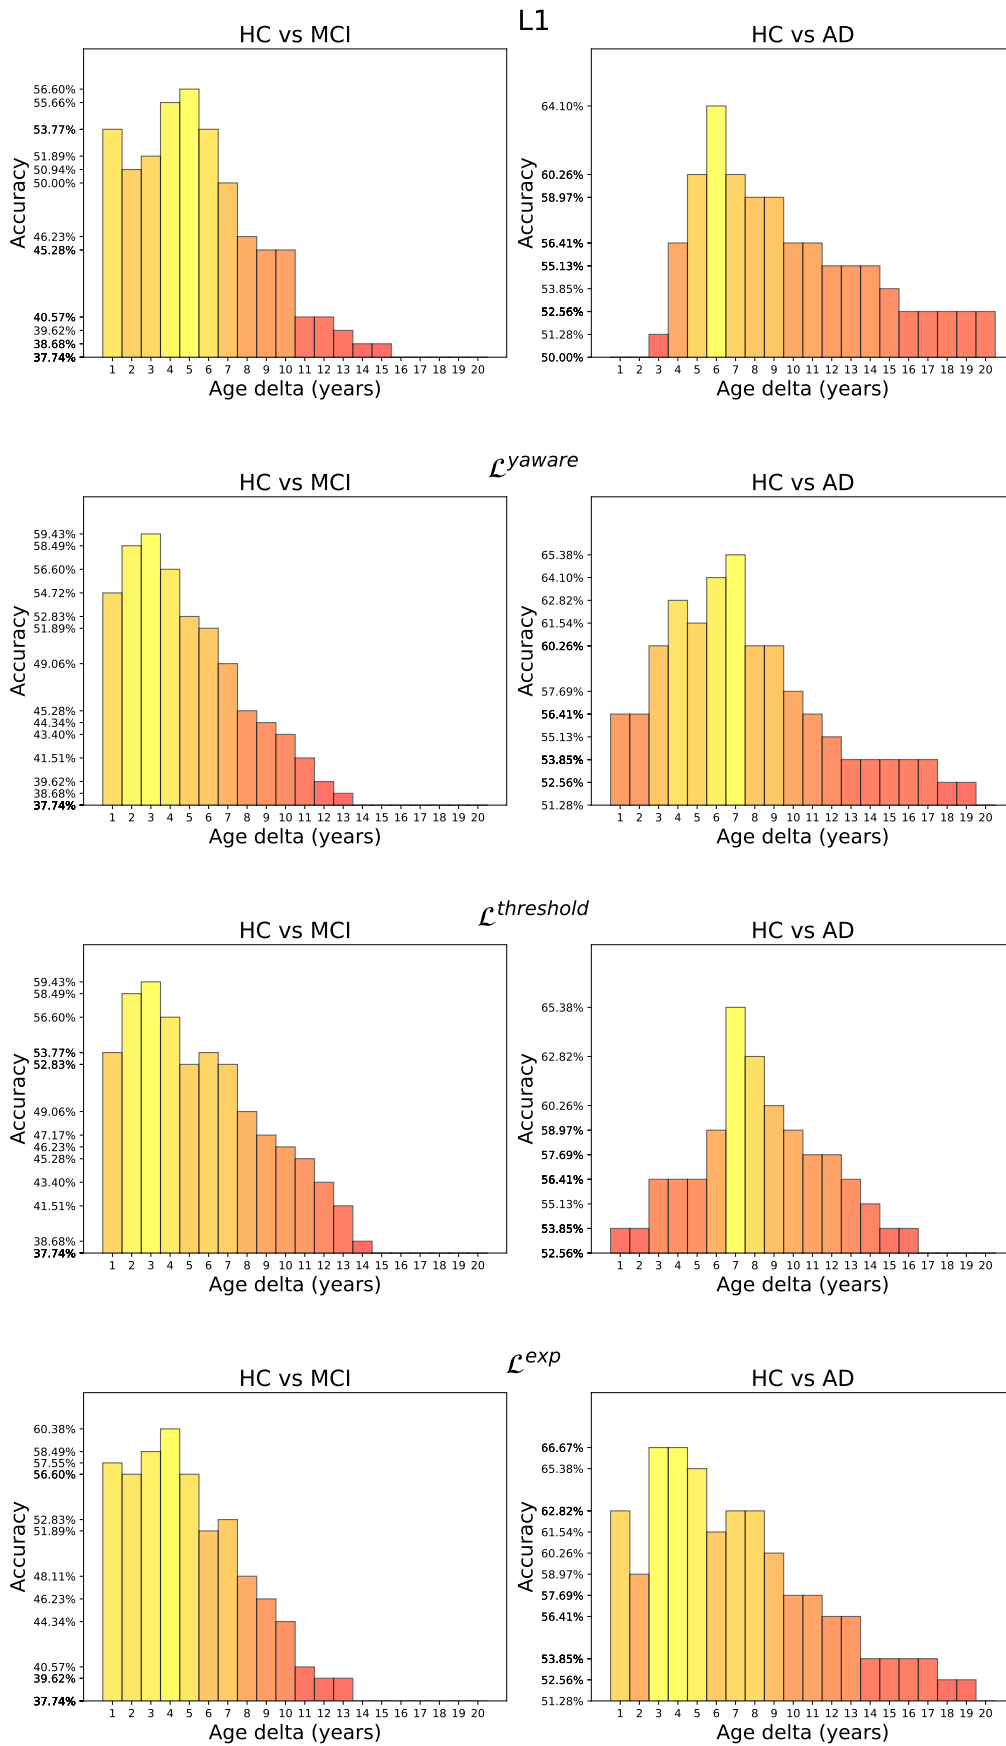 L1
HC vs MCI
56.60%
55.66%
53.77%
51.89%
50.94%
50.00%
46.23%
45.28%
40.57%
39.62%
38.68%
37.74%
Accuracy
1 2 3 4 5 6 7 8 9 10 11 12 13 14 15 16 17 18 19 20
Age delta (years)
HC vs AD
64.10%
60.26%
58.97%
56.41%
55.13%
53.85%
52.56%
51.28%
50.00%
Accuracy
1 2 3 4 5 6 7 8 9 10 11 12 13 14 15 16 17 18 19 20
Age delta (years)
ℒ^yaware
HC vs MCI
59.43%
58.49%
56.60%
54.72%
52.83%
51.89%
49.06%
45.28%
44.34%
43.40%
41.51%
39.62%
38.68%
37.74%
Accuracy
1 2 3 4 5 6 7 8 9 10 11 12 13 14 15 16 17 18 19 20
Age delta (years)
HC vs AD
65.38%
64.10%
62.82%
61.54%
60.26%
57.69%
56.41%
55.13%
53.85%
52.56%
51.28%
Accuracy
1 2 3 4 5 6 7 8 9 10 11 12 13 14 15 16 17 18 19 20
Age delta (years)
ℒ^threshold
HC vs MCI
59.43%
58.49%
56.60%
53.77%
52.83%
49.06%
47.17%
46.23%
45.28%
43.40%
41.51%
38.68%
37.74%
Accuracy
1 2 3 4 5 6 7 8 9 10 11 12 13 14 15 16 17 18 19 20
Age delta (years)
HC vs AD
65.38%
62.82%
60.26%
58.97%
57.69%
56.41%
55.13%
53.85%
52.56%
Accuracy
1 2 3 4 5 6 7 8 9 10 11 12 13 14 15 16 17 18 19 20
Age delta (years)
ℒ^exp
HC vs MCI
60.38%
58.49%
57.55%
56.60%
52.83%
51.89%
48.11%
46.23%
44.34%
40.57%
39.62%
37.74%
Accuracy
1 2 3 4 5 6 7 8 9 10 11 12 13 14 15 16 17 18 19 20
Age delta (years)
HC vs AD
66.67%
65.38%
62.82%
61.54%
60.26%
58.97%
57.69%
56.41%
53.85%
52.56%
51.28%
Accuracy
1 2 3 4 5 6 7 8 9 10 11 12 13 14 15 16 17 18 19 20
Age delta (years)